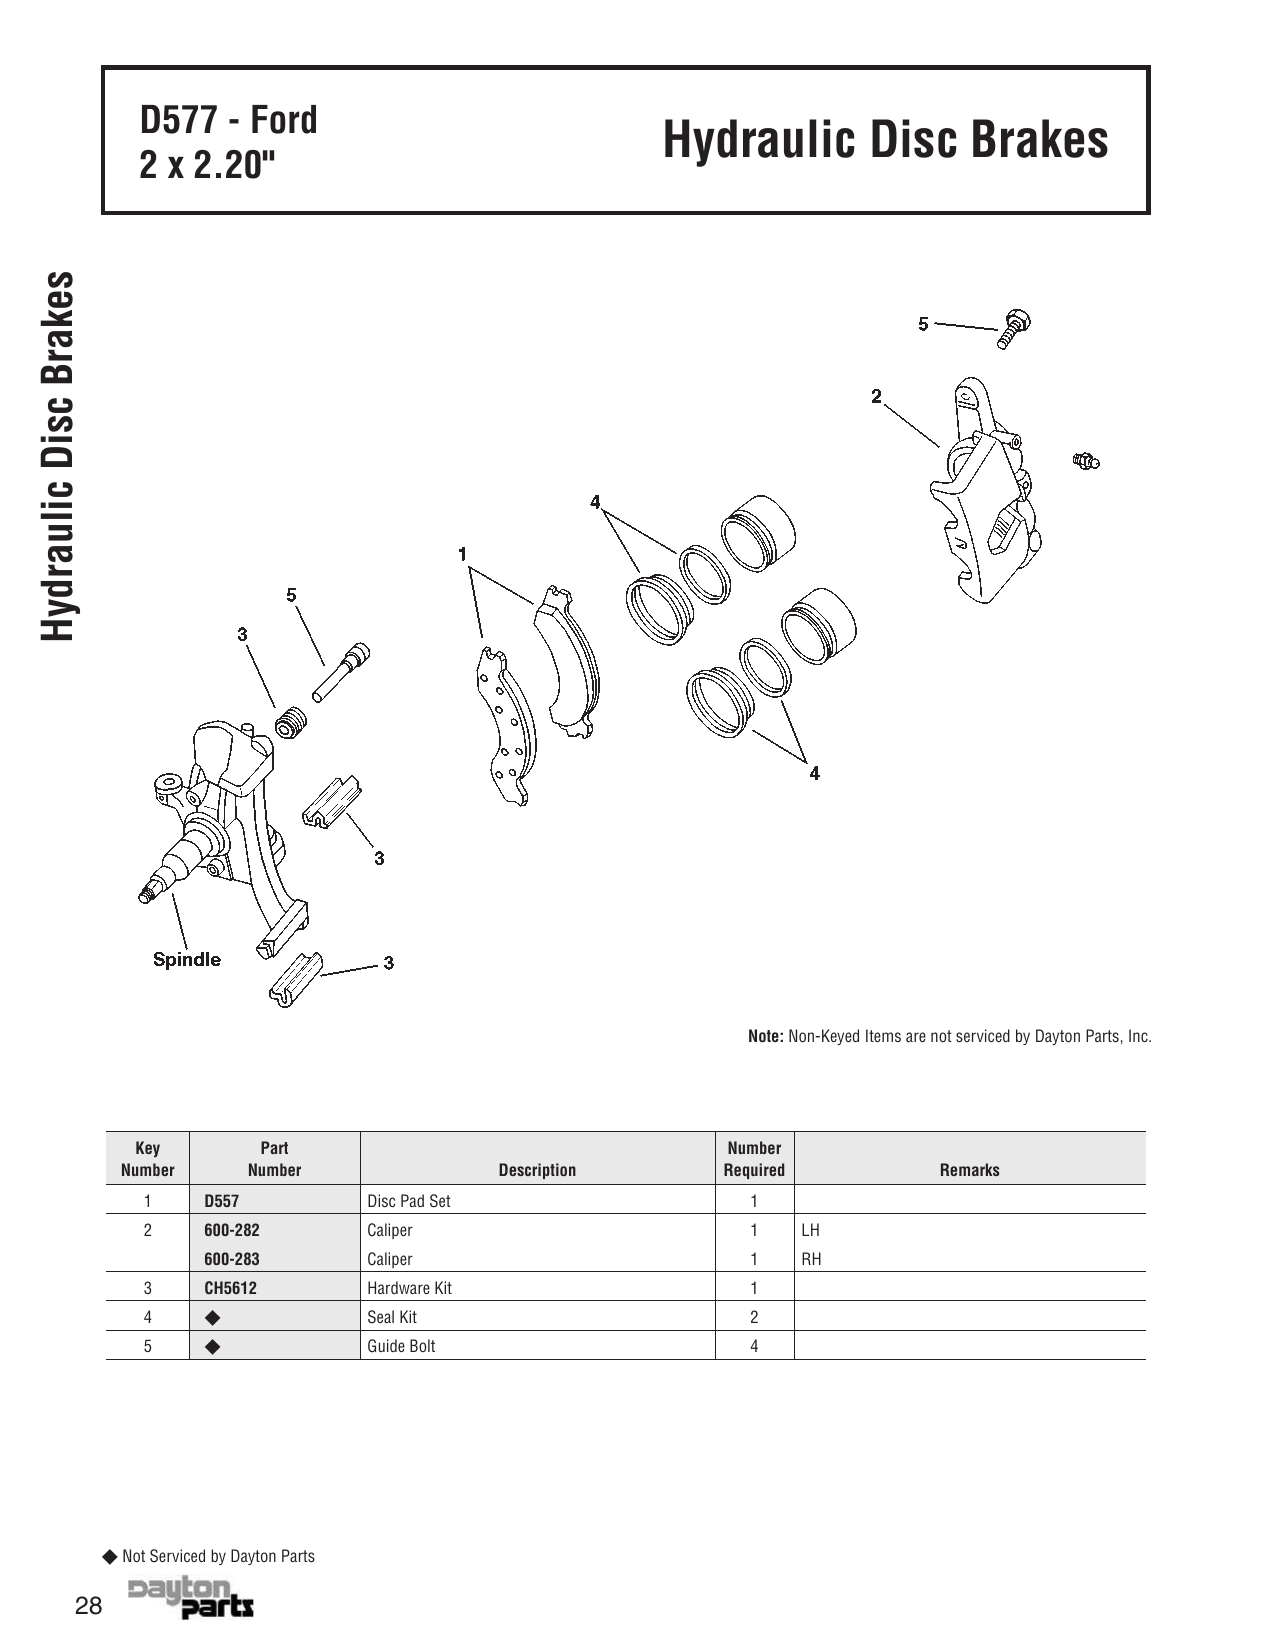 D577 - Ford
2 x 2.20"
Hydraulic Disc Brakes
Hydraulic Disc Brakes
5
2
4
1
5
3
4
3
Spindle
3
Note: Non-Keyed Items are not serviced by Dayton Parts, Inc.
Key Number Part Number Description Number Required Remarks
1 D557 Disc Pad Set 1
2 600-282 Caliper 1 LH
600-283 Caliper 1 RH
3 CH5612 Hardware Kit 1
4 ◆ Seal Kit 2
5 ◆ Guide Bolt 4
◆ Not Serviced by Dayton Parts
28
Dayton
parts